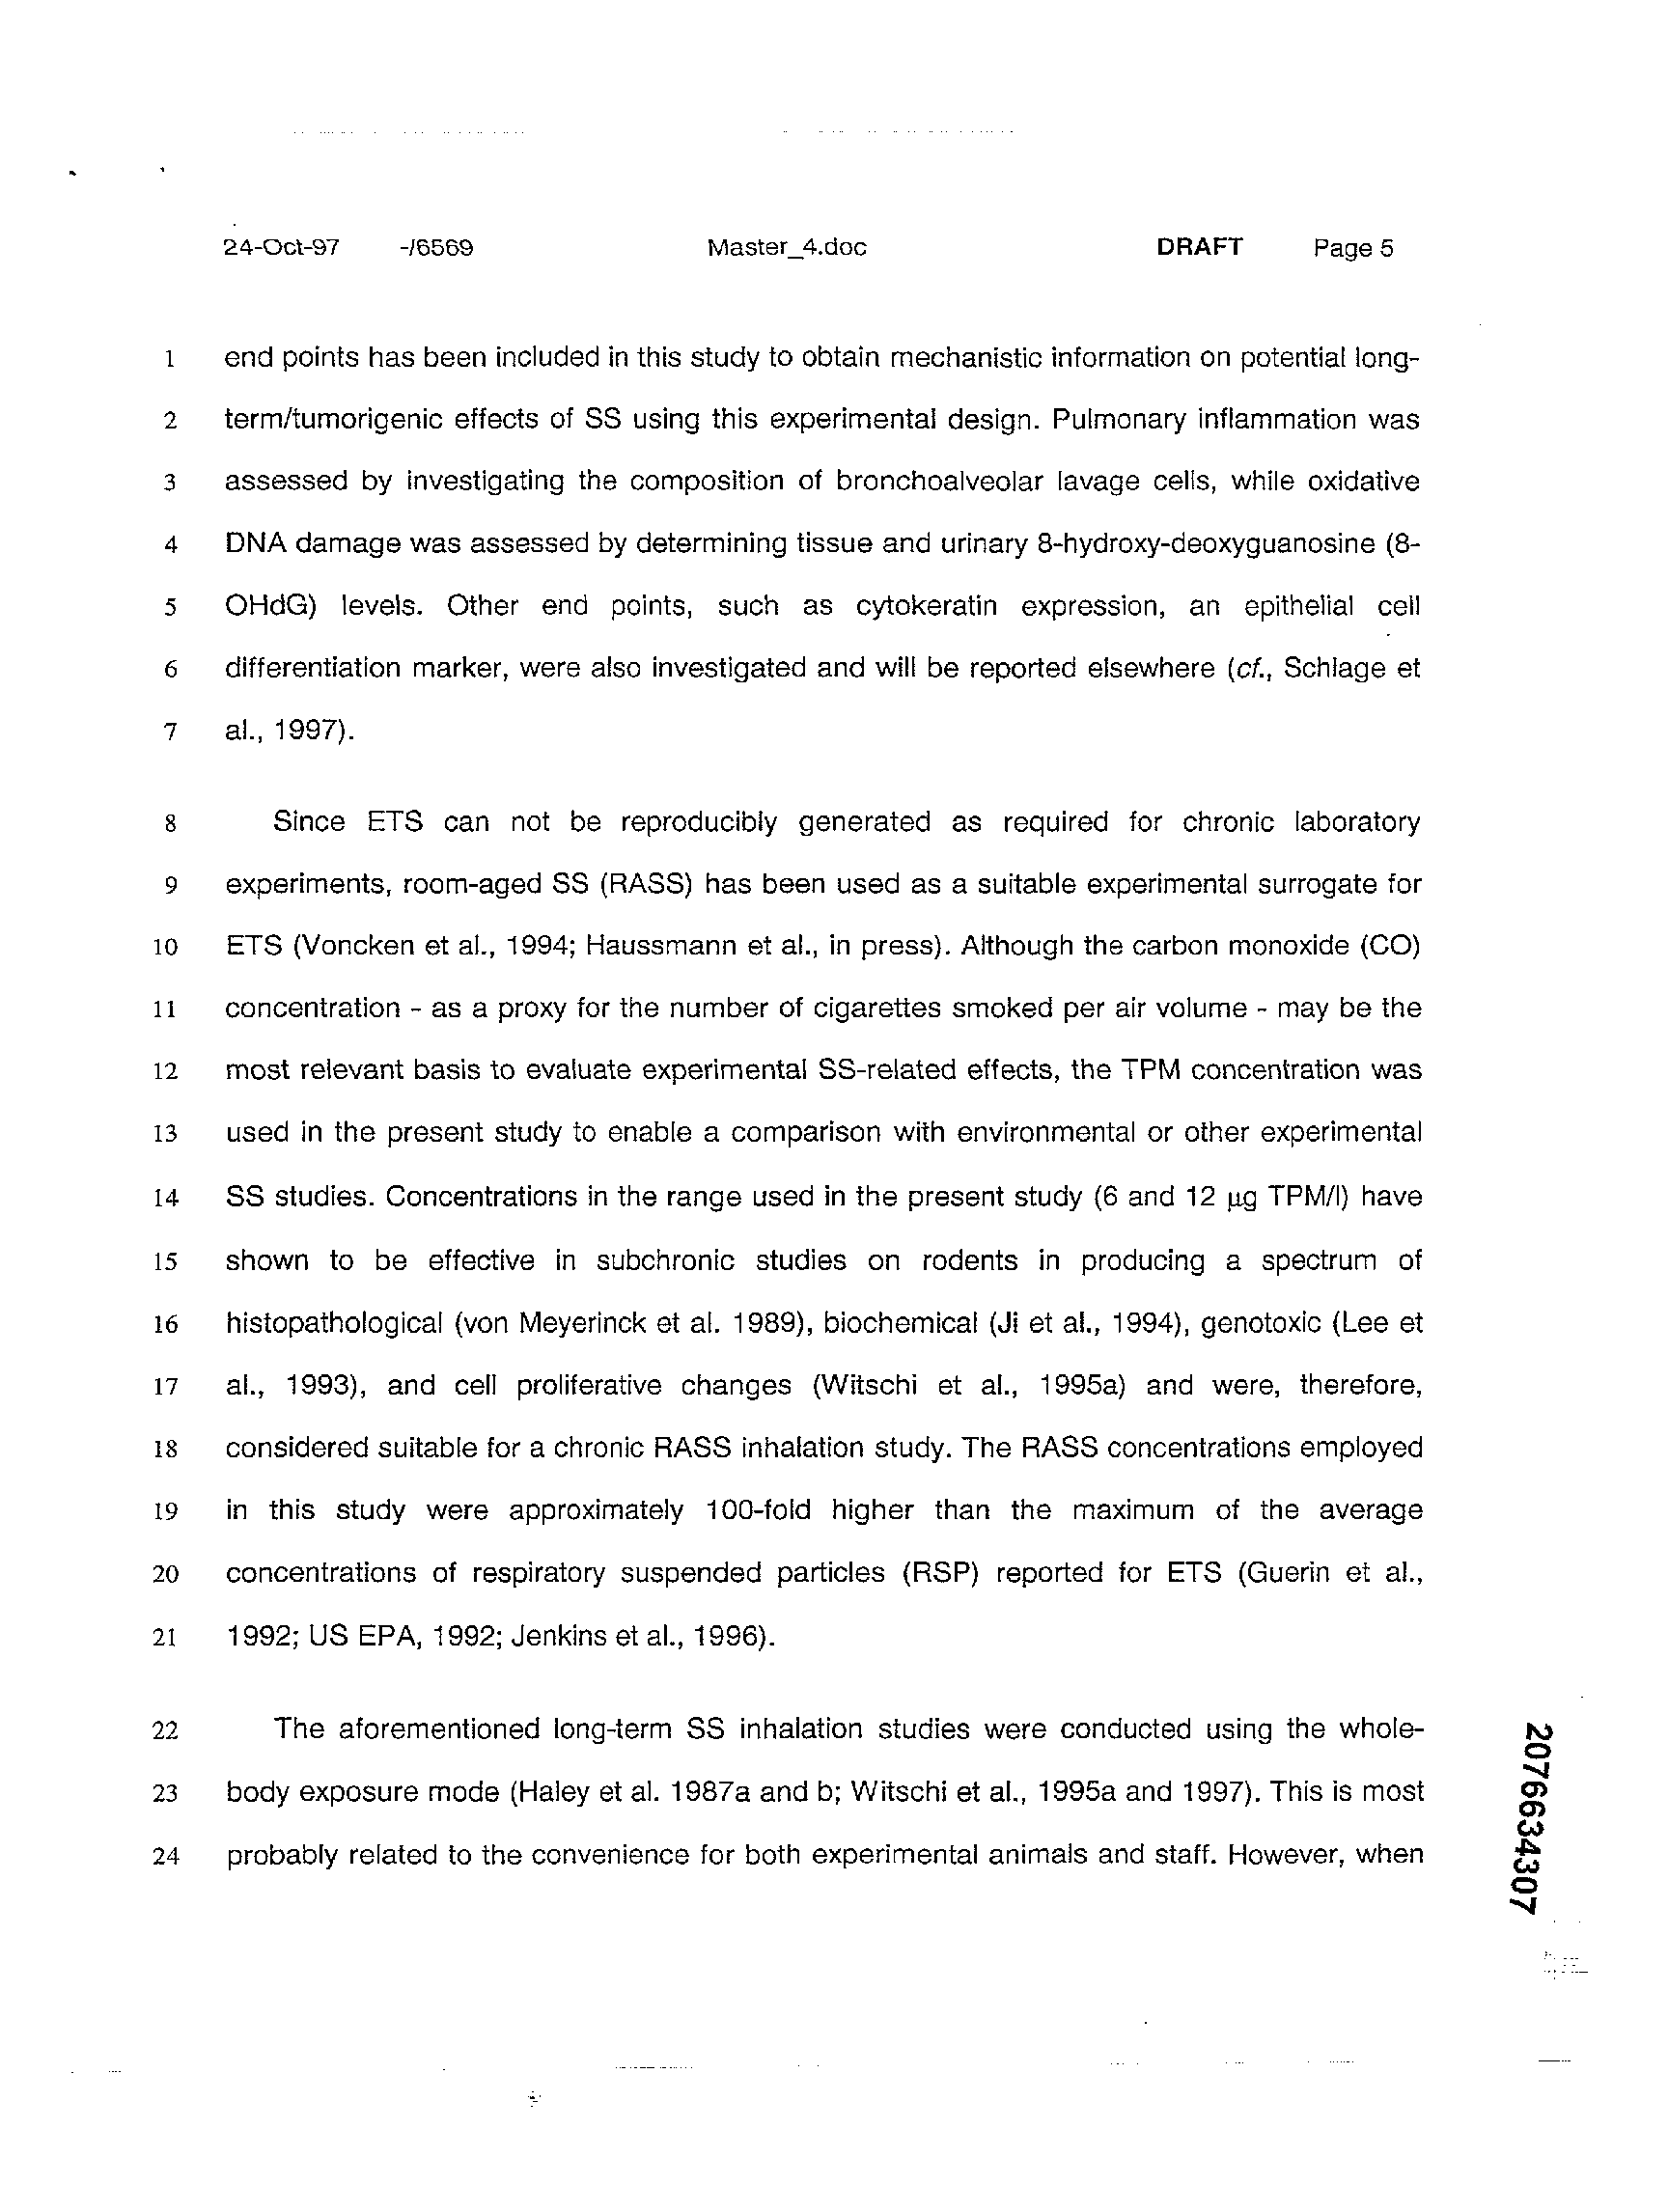 24-Oct-97 -/6569 Master_4.doc DRAFT Page 5
1 end points has been included in this study to obtain mechanistic information on potential long-
2 term/tumorigenic effects of SS using this experimental design. Pulmonary inflammation was
3 assessed by investigating the composition of bronchoalveolar lavage cells, while oxidative
4 DNA damage was assessed by determining tissue and urinary 8-hydroxy-deoxyguanosine (8-
5 OHdG) levels. Other end points, such as cytokeratin expression, an epithelial cell
6 differentiation marker, were also investigated and will be reported elsewhere (cf., Schlage et
7 al., 1997).
8 Since ETS can not be reproducibly generated as required for chronic laboratory
9 experiments, room-aged SS (RASS) has been used as a suitable experimental surrogate for
10 ETS (Voncken et al., 1994; Haussmann et al., in press). Although the carbon monoxide (CO)
11 concentration - as a proxy for the number of cigarettes smoked per air volume - may be the
12 most relevant basis to evaluate experimental SS-related effects, the TPM concentration was
13 used in the present study to enable a comparison with environmental or other experimental
14 SS studies. Concentrations in the range used in the present study (6 and 12 µg TPM/l) have
15 shown to be effective in subchronic studies on rodents in producing a spectrum of
16 histopathological (von Meyerinck et al. 1989), biochemical (Ji et al., 1994), genotoxic (Lee et
17 al., 1993), and cell proliferative changes (Witschi et al., 1995a) and were, therefore,
18 considered suitable for a chronic RASS inhalation study. The RASS concentrations employed
19 in this study were approximately 100-fold higher than the maximum of the average
20 concentrations of respiratory suspended particles (RSP) reported for ETS (Guerin et al.,
21 1992; US EPA, 1992; Jenkins et al., 1996).
22 The aforementioned long-term SS inhalation studies were conducted using the whole-
23 body exposure mode (Haley et al. 1987a and b; Witschi et al., 1995a and 1997). This is most
24 probably related to the convenience for both experimental animals and staff. However, when
2076634307